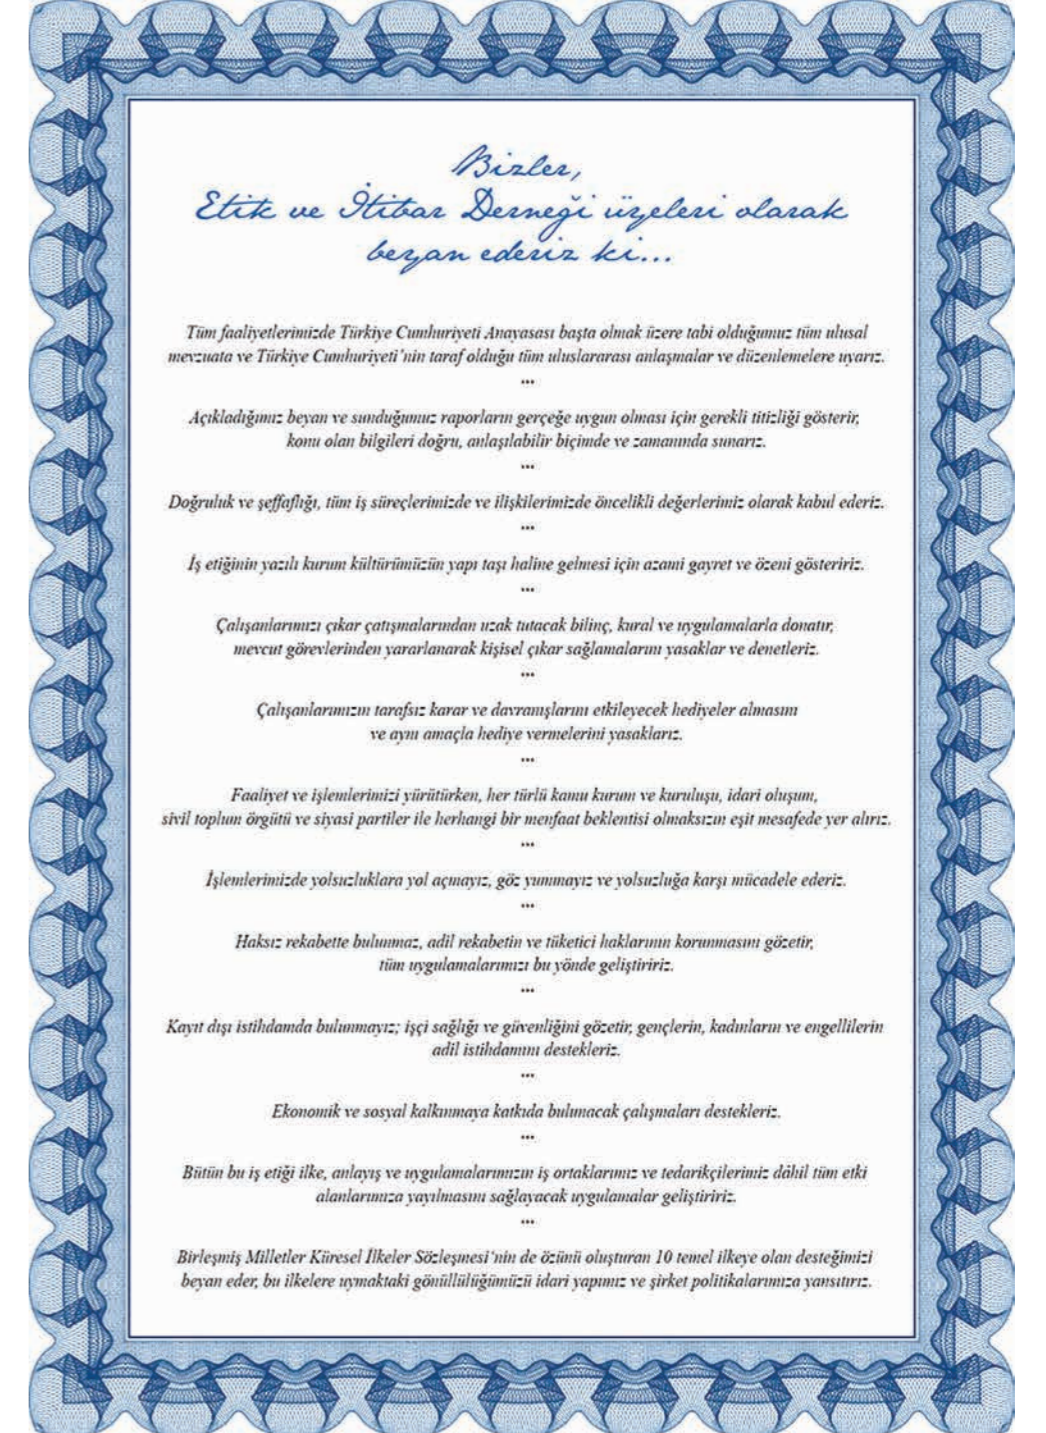 Bizler,
Etik ve İtibar Derneği üyeleri olarak
beyan ederiz ki...
Tüm faaliyetlerimizde Türkiye Cumhuriyeti Anayasası başta olmak üzere tabi olduğumuz tüm ulusal
mevzuata ve Türkiye Cumhuriyeti'nin taraf olduğu tüm uluslararası anlaşmalar ve düzenlemelere uyarız.
•••
Açıkladığımız beyan ve sunduğumuz raporların gerçeğe uygun olması için gerekli titizliği gösterir,
konu olan bilgileri doğru, anlaşılabilir biçimde ve zamanında sunarız.
•••
Doğruluk ve şeffaflığı, tüm iş süreçlerimizde ve ilişkilerimizde öncelikli değerlerimiz olarak kabul ederiz.
•••
İş etiğinin yazılı kurum kültürümüzün yapı taşı haline gelmesi için azami gayret ve özeni gösteririz.
•••
Çalışanlarımızı çıkar çatışmalarından uzak tutacak bilinç, kural ve uygulamalarla donatır,
mevcut görevlerinden yararlanarak kişisel çıkar sağlamalarını yasaklar ve denetleriz.
•••
Çalışanlarımızın tarafsız karar ve davranışlarını etkileyecek hediyeler almasını
ve aynı amaçla hediye vermelerini yasaklarız.
•••
Faaliyet ve işlemlerimizi yürütürken, her türlü kamu kurum ve kuruluşu, idari oluşum,
sivil toplum örgütü ve siyasi partiler ile herhangi bir menfaat beklentisi olmaksızın eşit mesafede yer alırız.
•••
İşlemlerimizde yolsuzluklara yol açmayız, göz yummayız ve yolsuzluğa karşı mücadele ederiz.
•••
Haksız rekabette bulunmaz, adil rekabetin ve tüketici haklarının korunmasını gözetir,
tüm uygulamalarımızı bu yönde geliştiririz.
•••
Kayıt dışı istihdamda bulunmayız; işçi sağlığı ve güvenliğini gözetir, gençlerin, kadınların ve engellilerin
adil istihdamını destekleriz.
•••
Ekonomik ve sosyal kalkınmaya katkıda bulunacak çalışmaları destekleriz.
•••
Bütün bu iş etiği ilke, anlayış ve uygulamalarımızın iş ortaklarımız ve tedarikçilerimiz dâhil tüm etki
alanlarımıza yayılmasını sağlayacak uygulamalar geliştiririz.
•••
Birleşmiş Milletler Küresel İlkeler Sözleşmesi'nin de özünü oluşturan 10 temel ilkeye olan desteğimizi
beyan eder, bu ilkelere uymaktaki gönüllülüğümüzü idari yapımız ve şirket politikalarımıza yansıtırız.